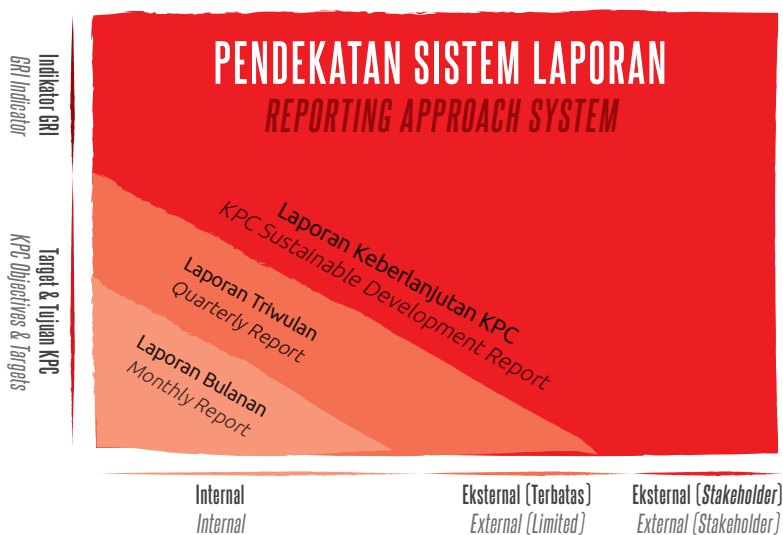 PENDEKATAN SISTEM LAPORAN
REPORTING APPROACH SYSTEM
Indikator GRI
GRI Indicator
Target & Tujuan KPC
KPC Objectives & Targets
Laporan Keberlanjutan KPC
KPC Sustainable Development Report
Laporan Triwulan
Quarterly Report
Laporan Bulanan
Monthly Report
Internal
Internal
Eksternal (Terbatas)
External (Limited)
Eksternal (Stakeholder)
External (Stakeholder)